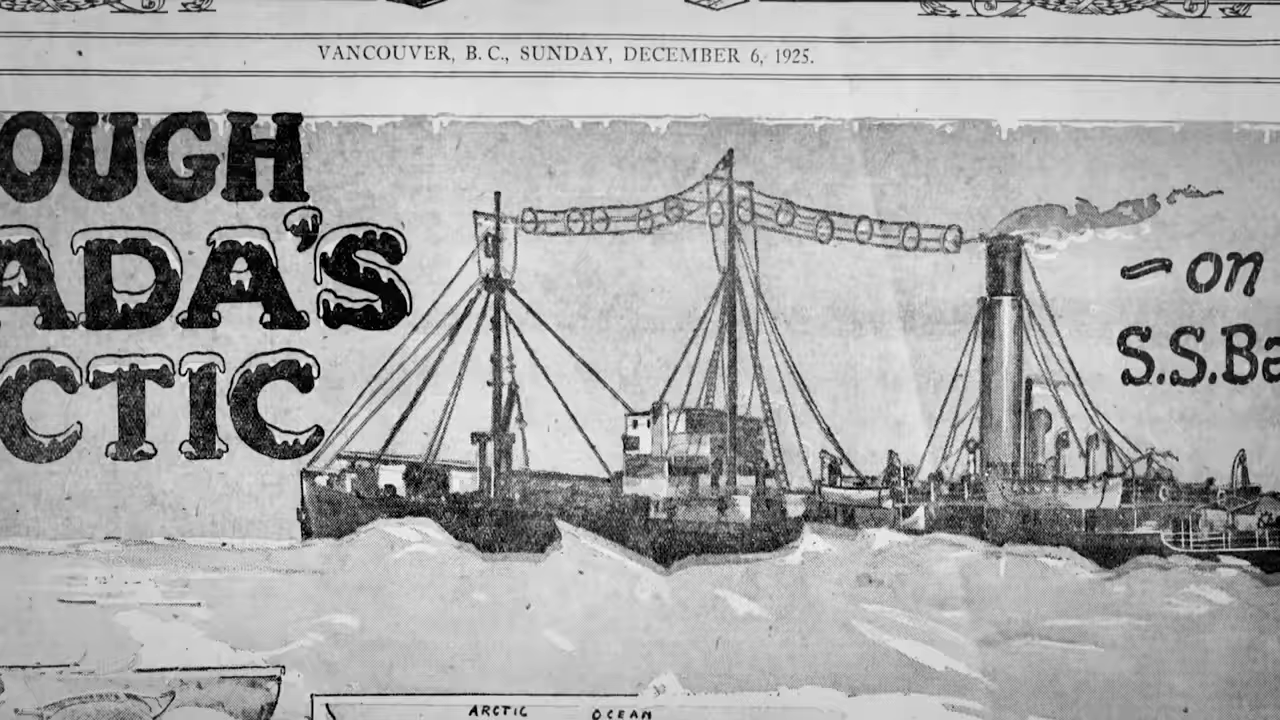 VANCOUVER, B.C., SUNDAY, DECEMBER 6, 1925.
OUGH
ADA'S
CTIC
~ on
S.S.Ba
ARCTIC OCEAN